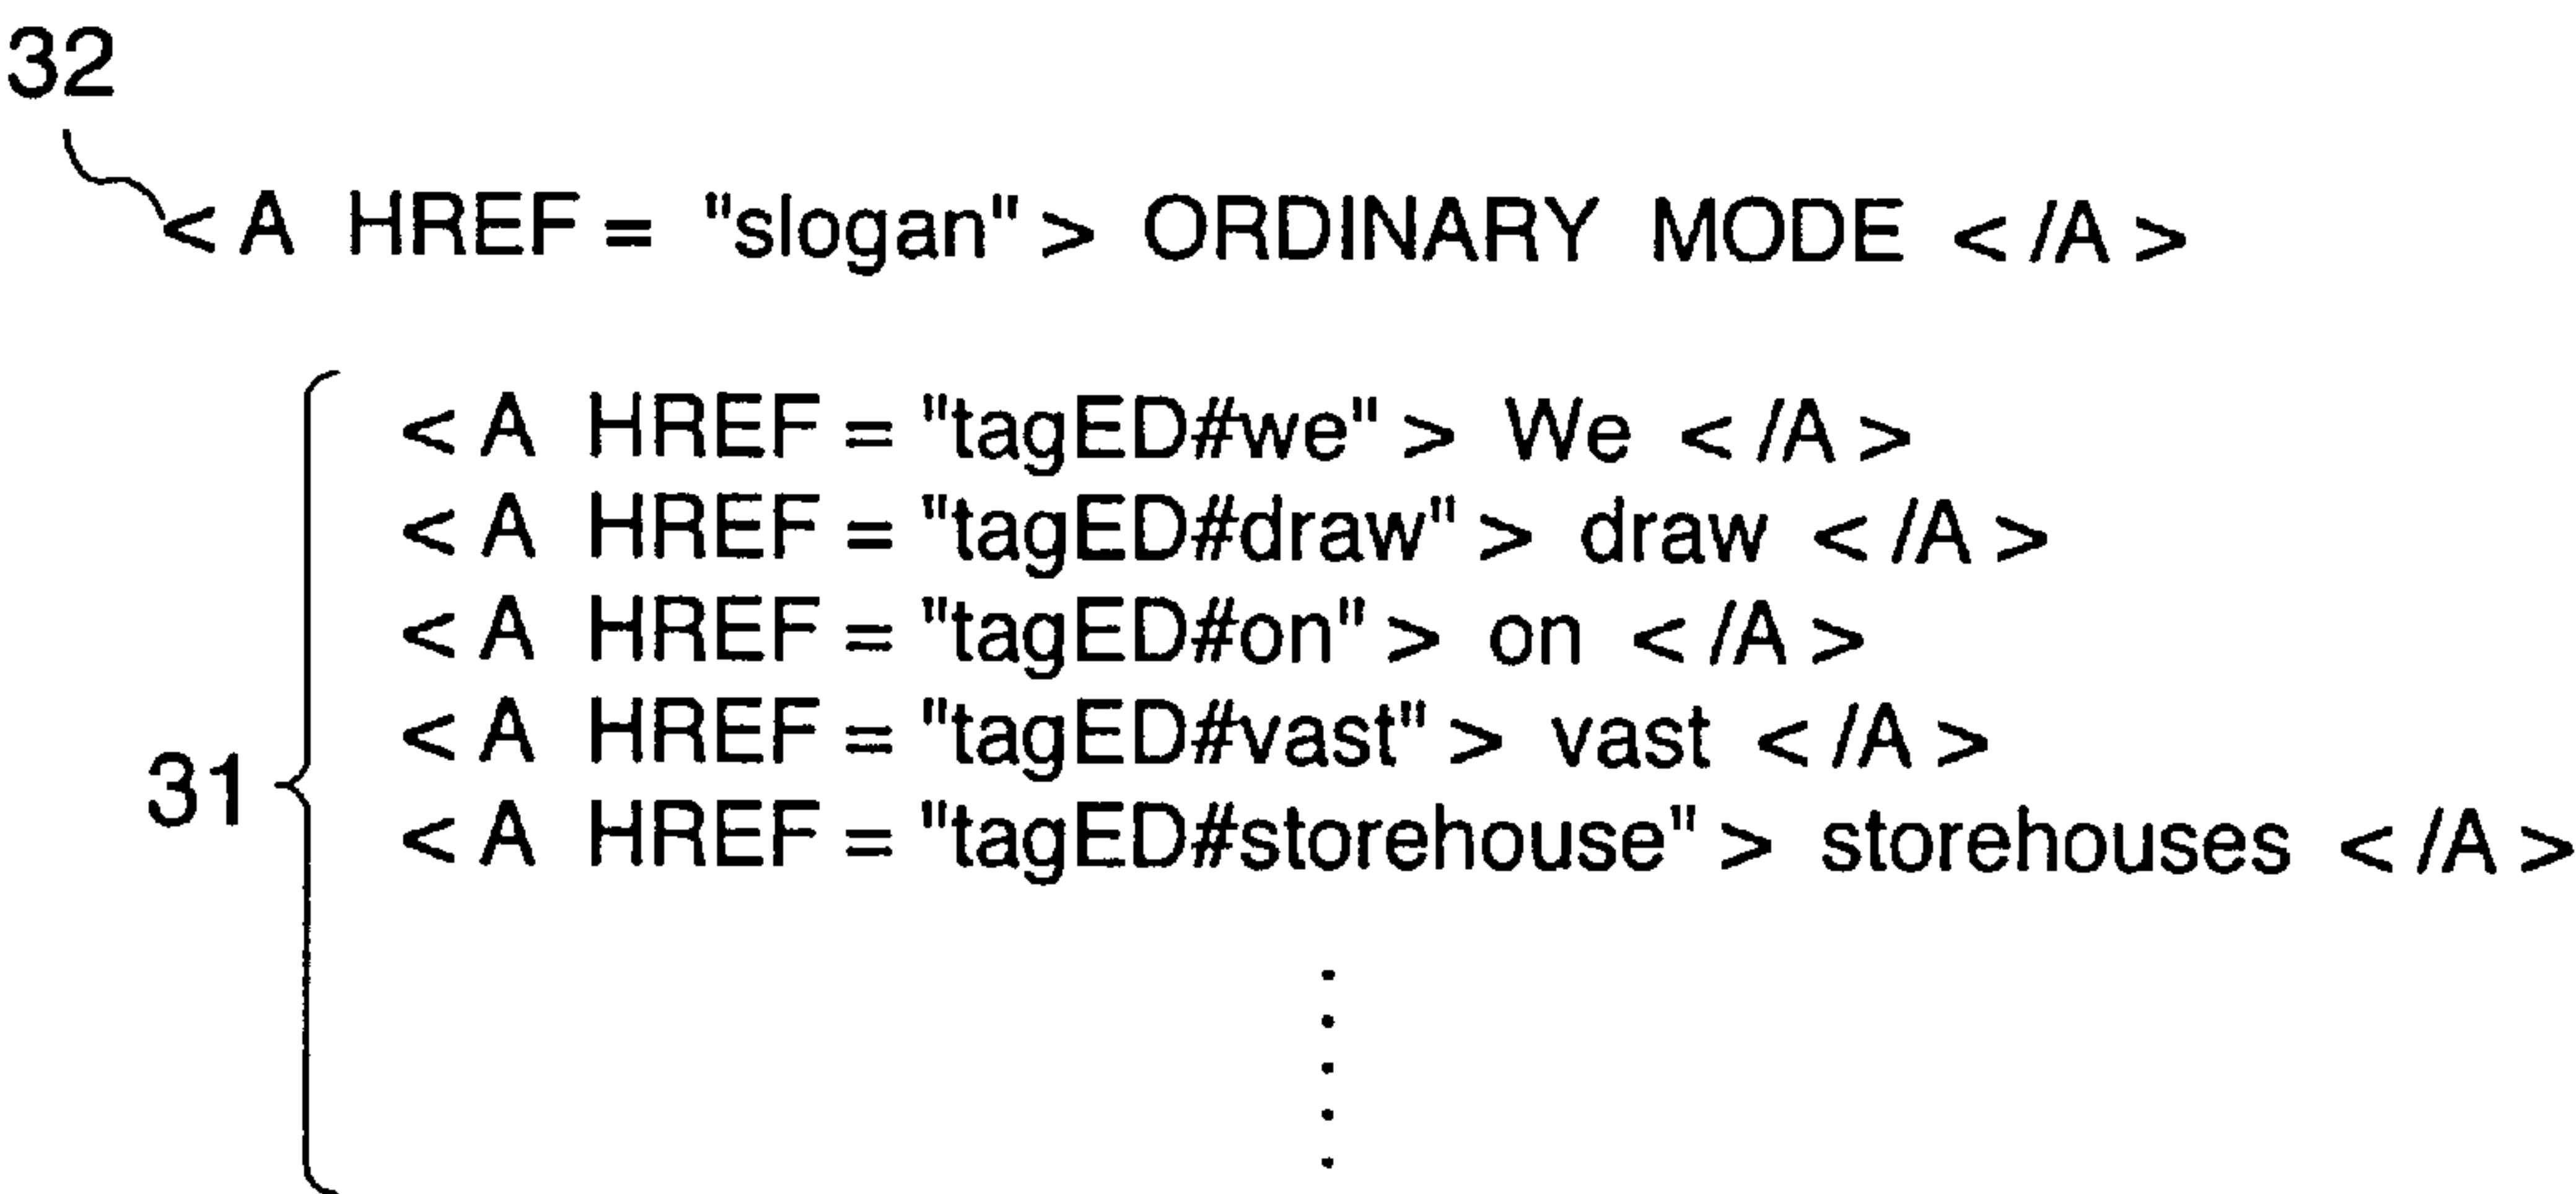 32
< A HREF = "slogan" > ORDINARY MODE < /A >
< A HREF = "tagED#we" > We < /A >
< A HREF = "tagED#draw" > draw < /A >
< A HREF = "tagED#on" > on < /A >
< A HREF = "tagED#vast" > vast < /A >
31
< A HREF = "tagED#storehouse" > storehouses < /A >